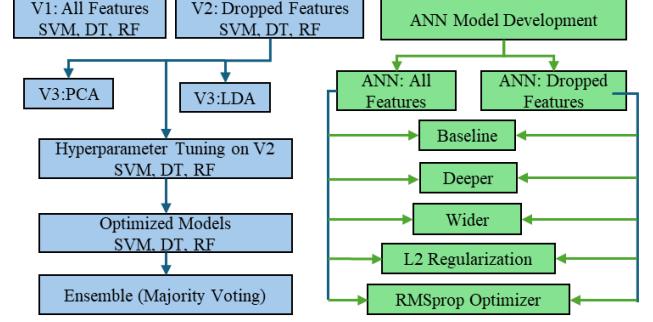 V1: All Features
SVM, DT, RF
V2: Dropped Features
SVM, DT, RF
V3:PCA
V3:LDA
Hyperparameter Tuning on V2
SVM, DT, RF
Optimized Models
SVM, DT, RF
Ensemble (Majority Voting)
ANN Model Development
ANN: All
Features
ANN: Dropped
Features
Baseline
Deeper
Wider
L2 Regularization
RMSprop Optimizer